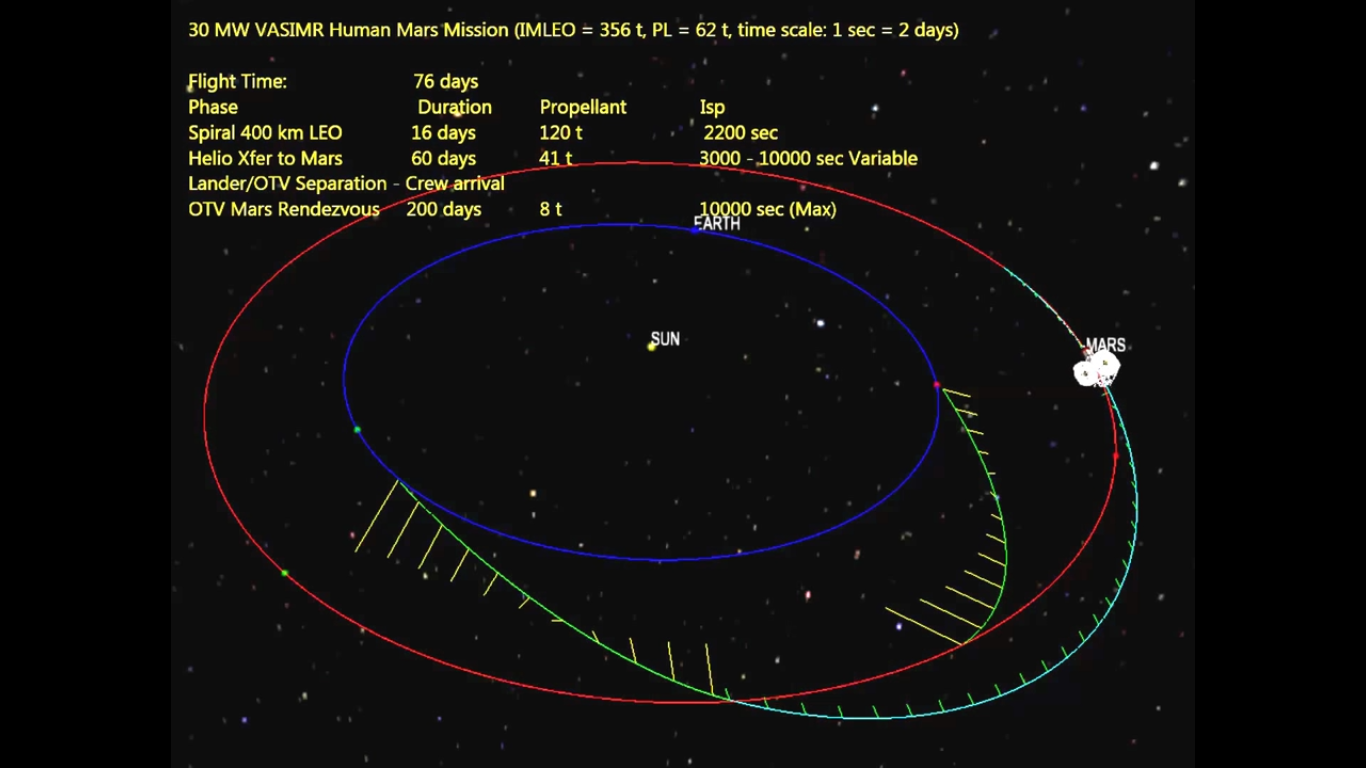 30 MW VASIMR Human Mars Mission (IMLEO = 356 t, PL = 62 t, time scale: 1 sec = 2 days)
Flight Time: 76 days
Phase Duration Propellant Isp
Spiral 400 km LEO 16 days 120 t 2200 sec
Helio Xfer to Mars 60 days 41 t 3000 - 10000 sec Variable
Lander/OTV Separation - Crew arrival
OTV Mars Rendezvous 200 days 8 t 10000 sec (Max)
EARTH
SUN
MARS